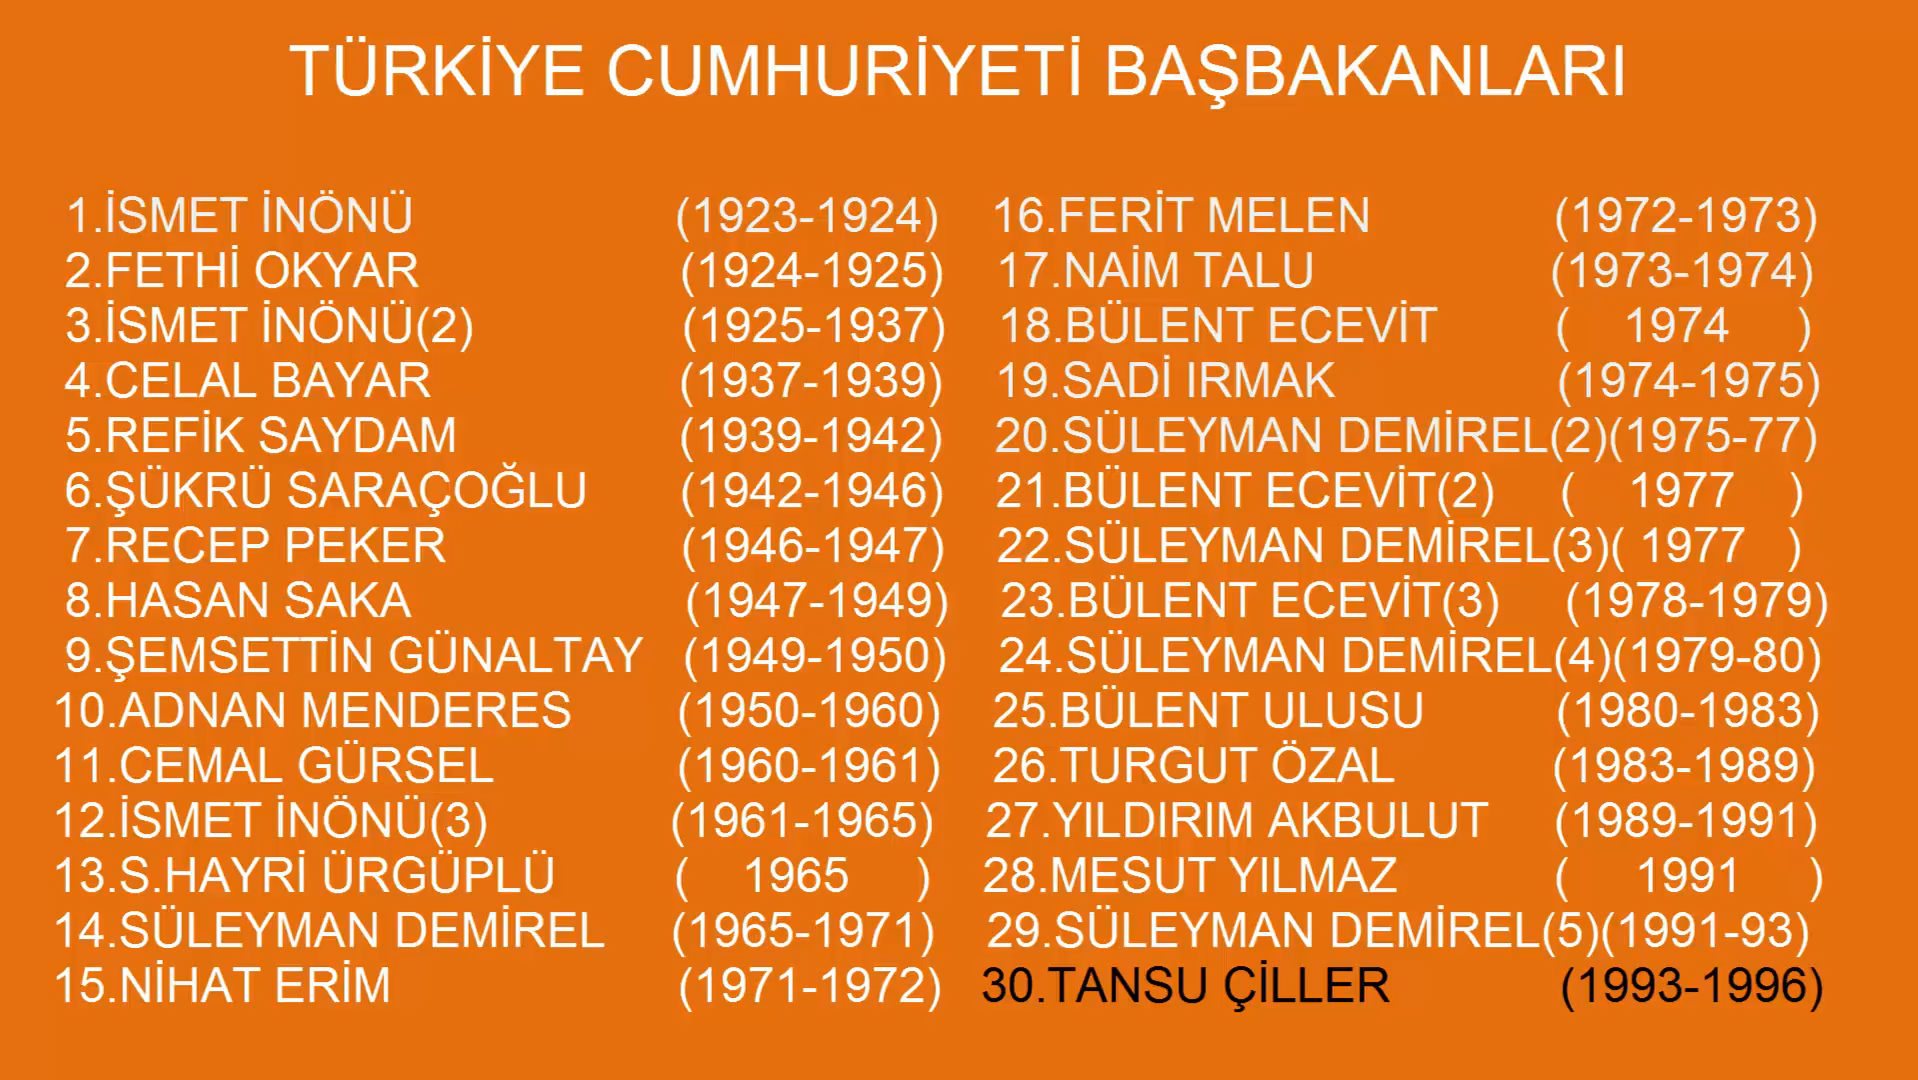 TÜRKİYE CUMHURİYETİ BAŞBAKANLARI
1.İSMET İNÖNÜ (1923-1924)
2.FETHİ OKYAR (1924-1925)
3.İSMET İNÖNÜ(2) (1925-1937)
4.CELAL BAYAR (1937-1939)
5.REFİK SAYDAM (1939-1942)
6.ŞÜKRÜ SARAÇOĞLU (1942-1946)
7.RECEP PEKER (1946-1947)
8.HASAN SAKA (1947-1949)
9.ŞEMSETTİN GÜNALTAY (1949-1950)
10.ADNAN MENDERES (1950-1960)
11.CEMAL GÜRSEL (1960-1961)
12.İSMET İNÖNÜ(3) (1961-1965)
13.S.HAYRİ ÜRGÜPLÜ ( 1965 )
14.SÜLEYMAN DEMİREL (1965-1971)
15.NİHAT ERİM (1971-1972)
16.FERİT MELEN (1972-1973)
17.NAİM TALU (1973-1974)
18.BÜLENT ECEVİT ( 1974 )
19.SADİ IRMAK (1974-1975)
20.SÜLEYMAN DEMİREL(2)(1975-77)
21.BÜLENT ECEVİT(2) ( 1977 )
22.SÜLEYMAN DEMİREL(3)( 1977 )
23.BÜLENT ECEVİT(3) (1978-1979)
24.SÜLEYMAN DEMİREL(4)(1979-80)
25.BÜLENT ULUSU (1980-1983)
26.TURGUT ÖZAL (1983-1989)
27.YILDIRIM AKBULUT (1989-1991)
28.MESUT YILMAZ ( 1991 )
29.SÜLEYMAN DEMİREL(5)(1991-93)
30.TANSU ÇİLLER (1993-1996)